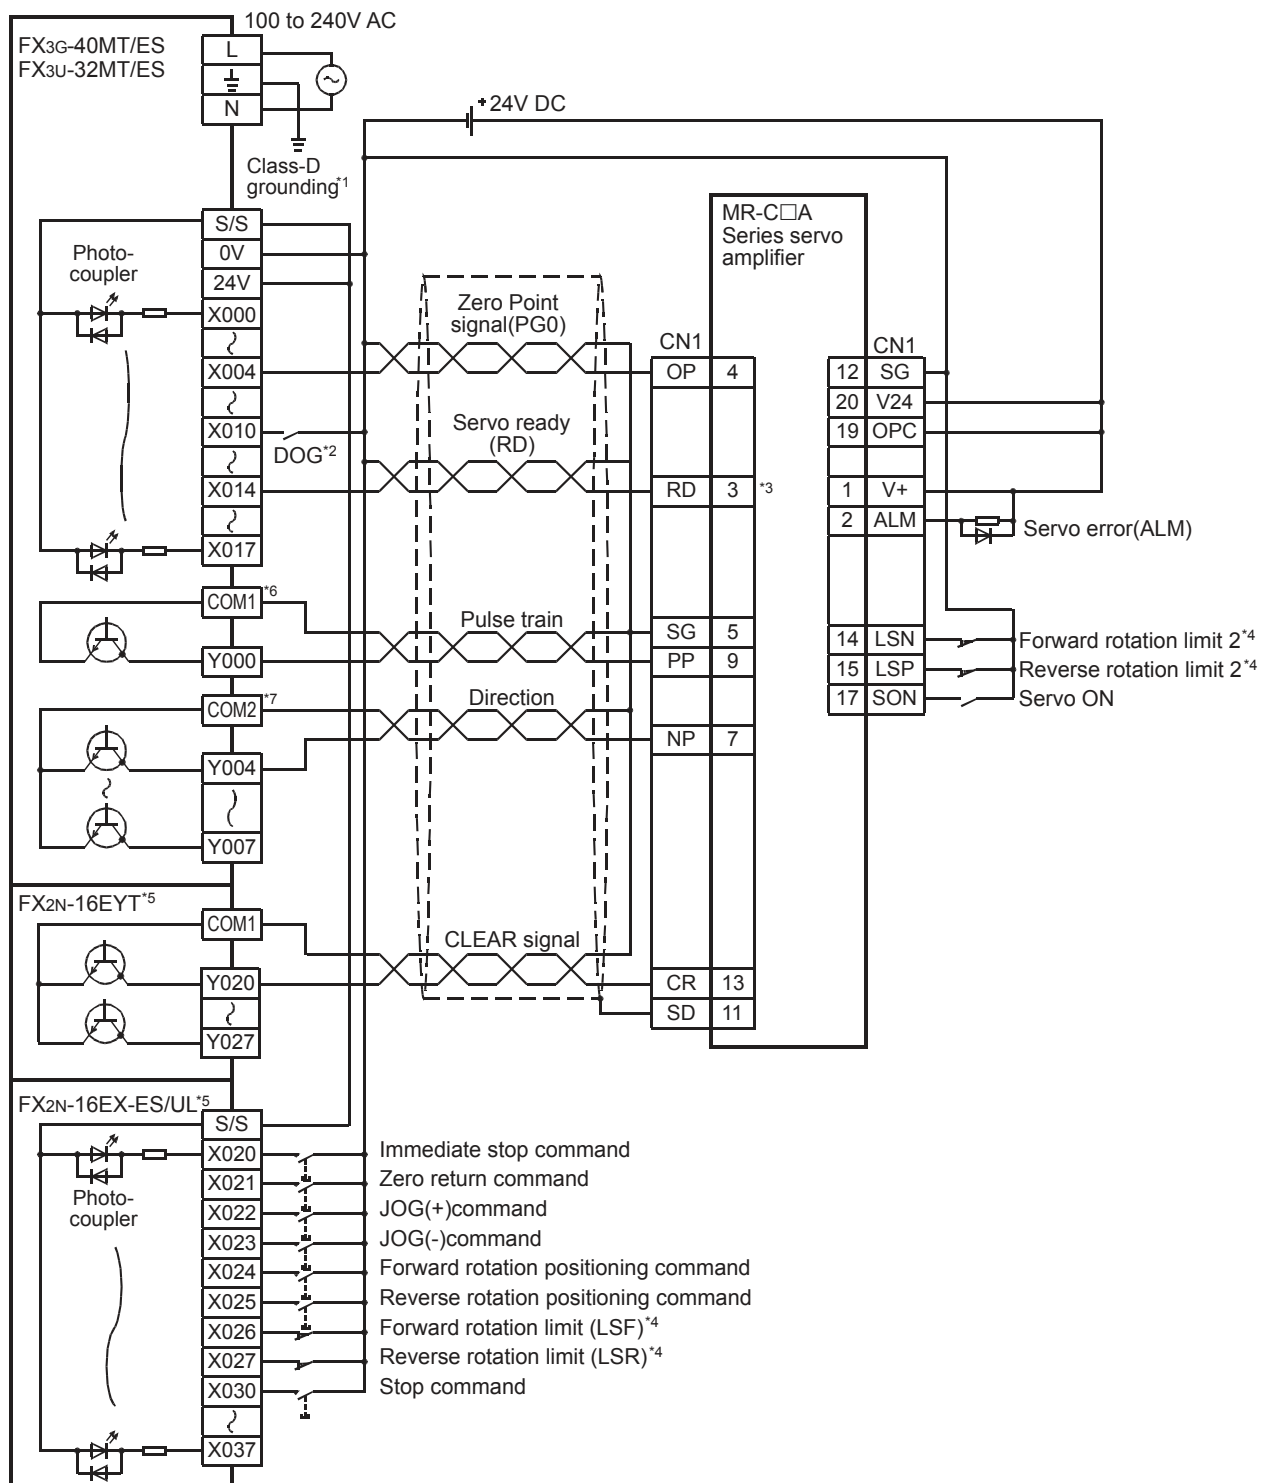 100 to 240V AC
FX3G-40MT/ES
FX3U-32MT/ES
L
N
+24V DC
Class-D
grounding*1
S/S
0V
24V
Photo-
coupler
X000
X004
X010
DOG*2
X014
X017
COM1*6
Y000
COM2*7
Y004
Y007
Zero Point
signal(PG0)
Servo ready
(RD)
Pulse train
Direction
CLEAR signal
MR-C□A
Series servo
amplifier
CN1
OP 4
RD 3 *3
SG 5
PP 9
NP 7
CR 13
SD 11
CN1
12 SG
20 V24
19 OPC
1 V+
2 ALM
Servo error(ALM)
14 LSN Forward rotation limit 2*4
15 LSP Reverse rotation limit 2*4
17 SON Servo ON
FX2N-16EYT*5
COM1
Y020
Y027
FX2N-16EX-ES/UL*5
S/S
Photo-
coupler
X020 Immediate stop command
X021 Zero return command
X022 JOG(+)command
X023 JOG(-)command
X024 Forward rotation positioning command
X025 Reverse rotation positioning command
X026 Forward rotation limit (LSF)*4
X027 Reverse rotation limit (LSR)*4
X030 Stop command
X037